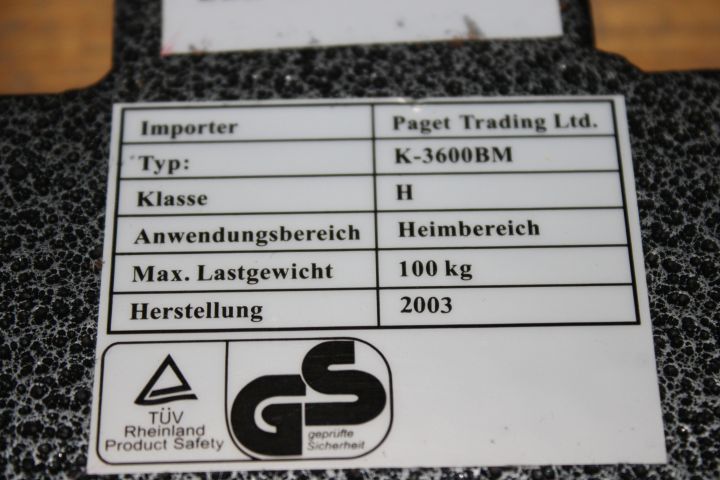 Importer Paget Trading Ltd.
Typ: K-3600BM
Klasse H
Anwendungsbereich Heimbereich
Max. Lastgewicht 100 kg
Herstellung 2003
TÜV
Rheinland
Product Safety
GS
geprüfte
Sicherheit